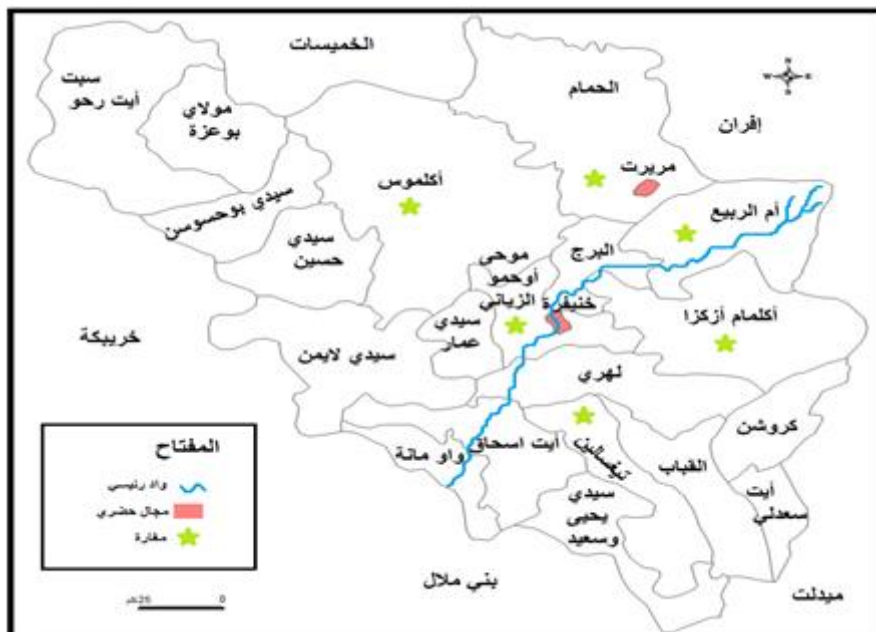 الخميسات
سبت
أيت رحو
مولاي
بوعزة
الحمام
إفران
N
W
E
S
مريرت
أكلموس
أم الربيع
سيدي بوحسوسن
سيدي
حسين
البرج
موحى
أوحمو
الزياني
خنيفرة
أكلمام أزكزا
سيدي
عمار
سيدي لايمن
خريبكة
لهري
كروشن
القباب
تيغسالين
أيت اسحاق
واو مانة
أيت
سعدلي
سيدي
يحيى
وسعيد
بني ملال
ميدلت
المفتاح
واد رئيسي
مجال حضري
مغارة
25كم
0